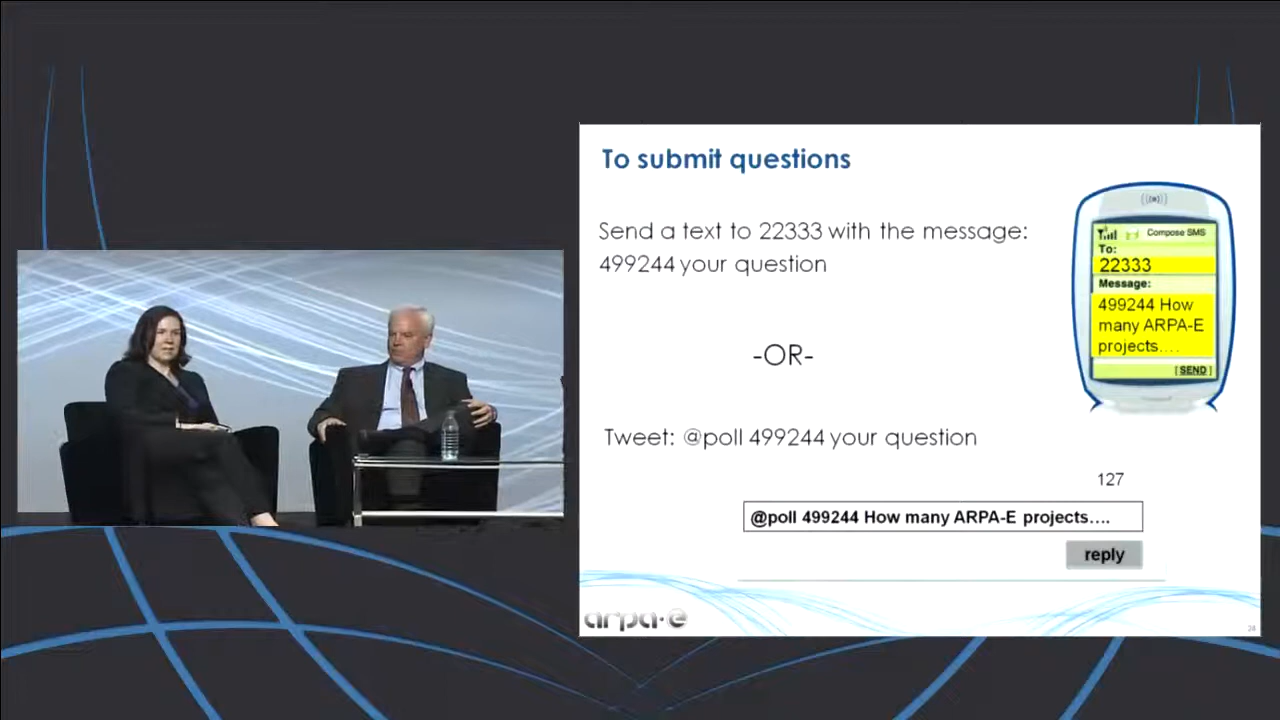 To submit questions
Send a text to 22333 with the message:
499244 your question
-OR-
Tweet: @poll 499244 your question
127
@poll 499244 How many ARPA-E projects....
reply
Compose SMS
To:
22333
Message:
499244 How
many ARPA-E
projects....
[SEND]
arpa·e
24